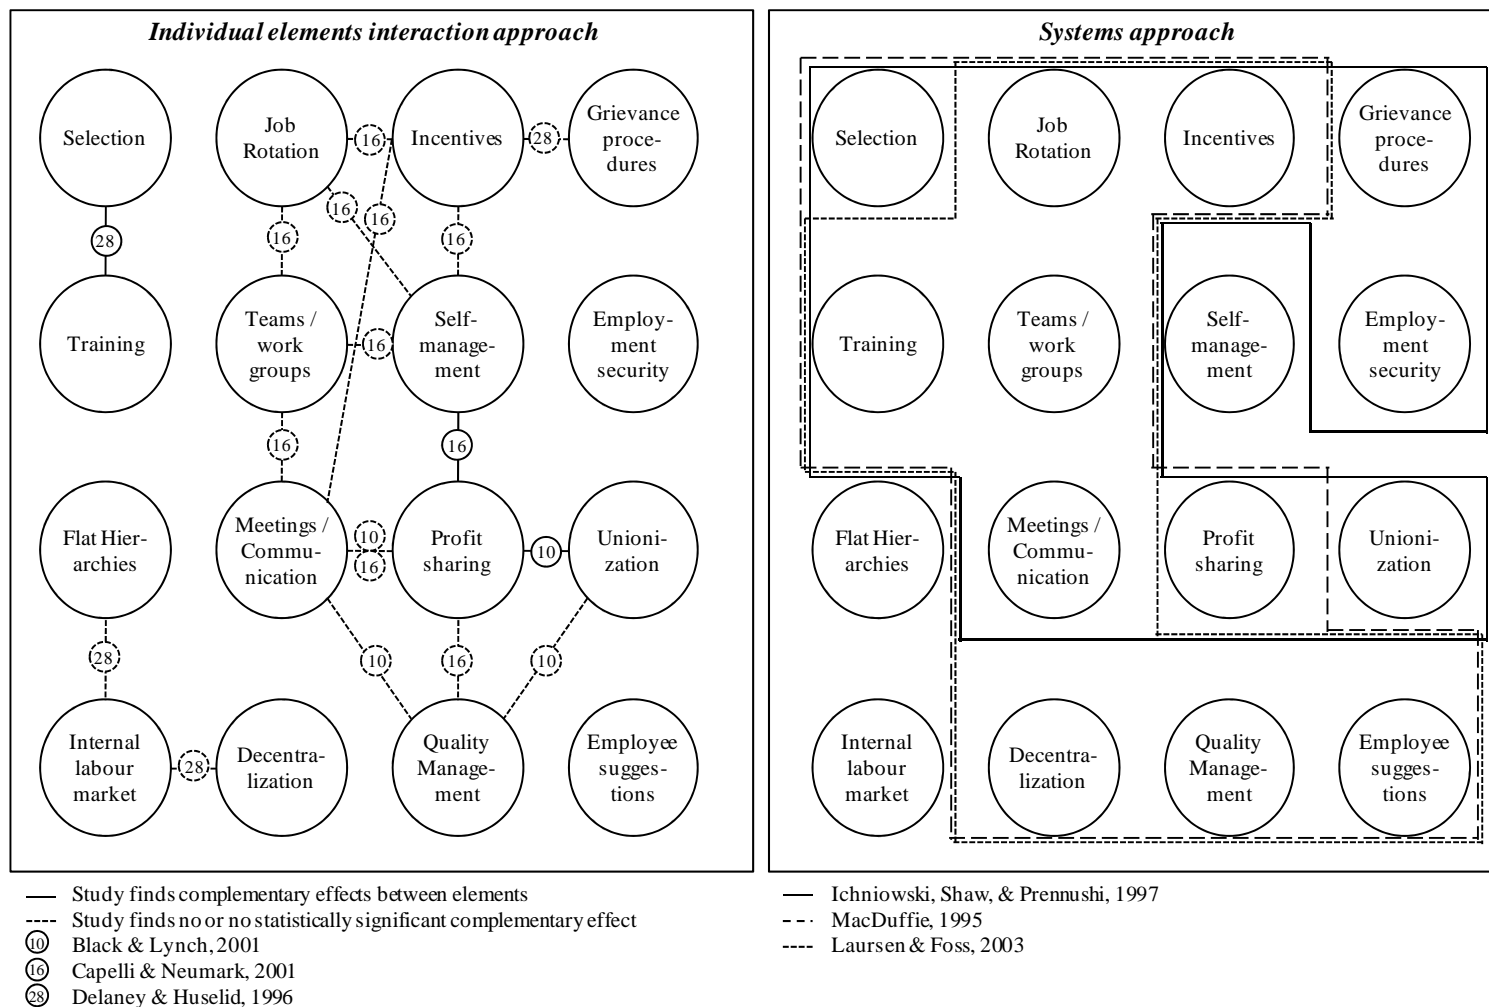 Individual elements interaction approach
Selection
Job
Rotation
16
Incentives
28
Grievance
proce-
dures
28
16
16
16
16
Training
Teams /
work
groups
16
Self-
manage-
ment
Employ-
ment
security
16
16
Flat Hier-
archies
Meetings /
Commu-
nication
10
16
Profit
sharing
10
Unioni-
zation
28
10
16
10
Internal
labour
market
28
Decentra-
lization
Quality
Manage-
ment
Employee
sugges-
tions
Study finds complementary effects between elements
Study finds no or no statistically significant complementary effect
10 Black & Lynch, 2001
16 Capelli & Neumark, 2001
28 Delaney & Huselid, 1996
Systems approach
Selection
Job
Rotation
Incentives
Grievance
proce-
dures
Training
Teams /
work
groups
Self-
manage-
ment
Employ-
ment
security
Flat Hier-
archies
Meetings /
Commu-
nication
Profit
sharing
Unioni-
zation
Internal
labour
market
Decentra-
lization
Quality
Manage-
ment
Employee
sugges-
tions
Ichniowski, Shaw, & Prennushi, 1997
MacDuffie, 1995
Laursen & Foss, 2003